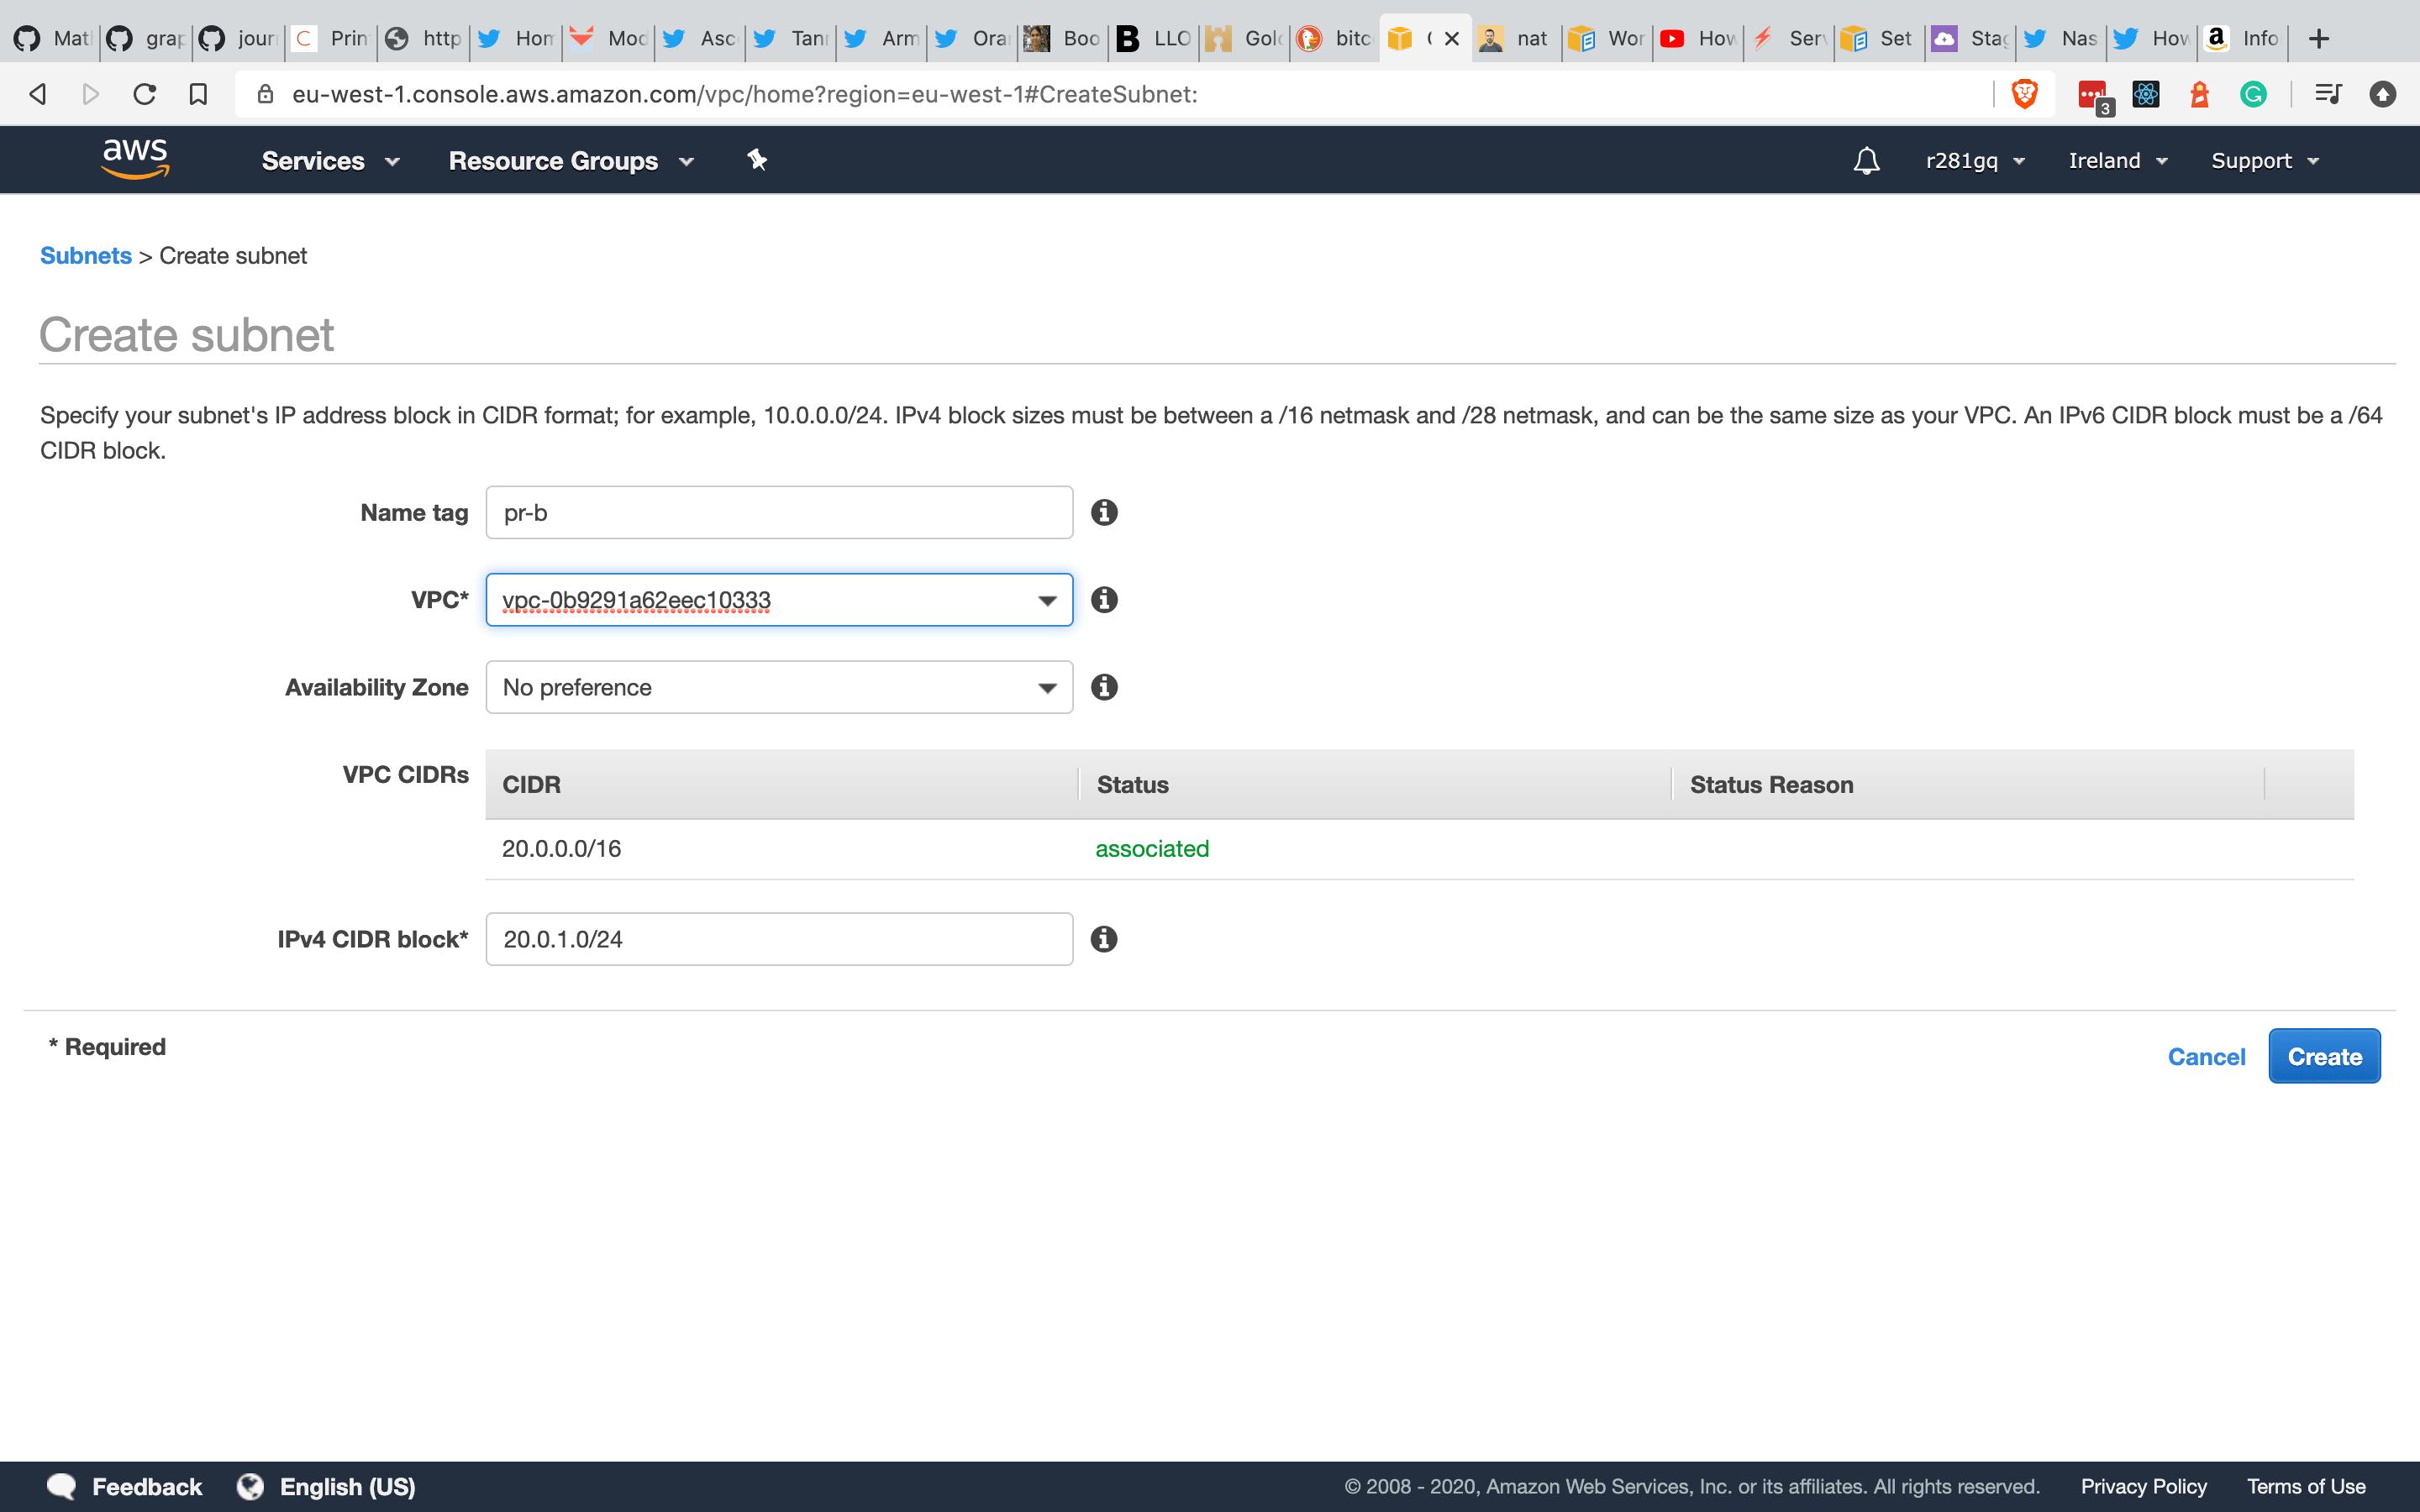 Mat grap jour Prin http Hom Mod Asc Tan Arm Ora Boo LLO Gold bitc nat Wor How Serv Set Stag Nas How Info
eu-west-1.console.aws.amazon.com/vpc/home?region=eu-west-1#CreateSubnet:
3
aws Services Resource Groups r281gq Ireland Support
Subnets > Create subnet
Create subnet
Specify your subnet's IP address block in CIDR format; for example, 10.0.0.0/24. IPv4 block sizes must be between a /16 netmask and /28 netmask, and can be the same size as your VPC. An IPv6 CIDR block must be a /64
CIDR block.
Name tag pr-b
VPC* vpc-0b9291a62eec10333
Availability Zone No preference
VPC CIDRs CIDR Status Status Reason
20.0.0.0/16 associated
IPv4 CIDR block* 20.0.1.0/24
* Required
Cancel Create
Feedback English (US) © 2008 - 2020, Amazon Web Services, Inc. or its affiliates. All rights reserved. Privacy Policy Terms of Use